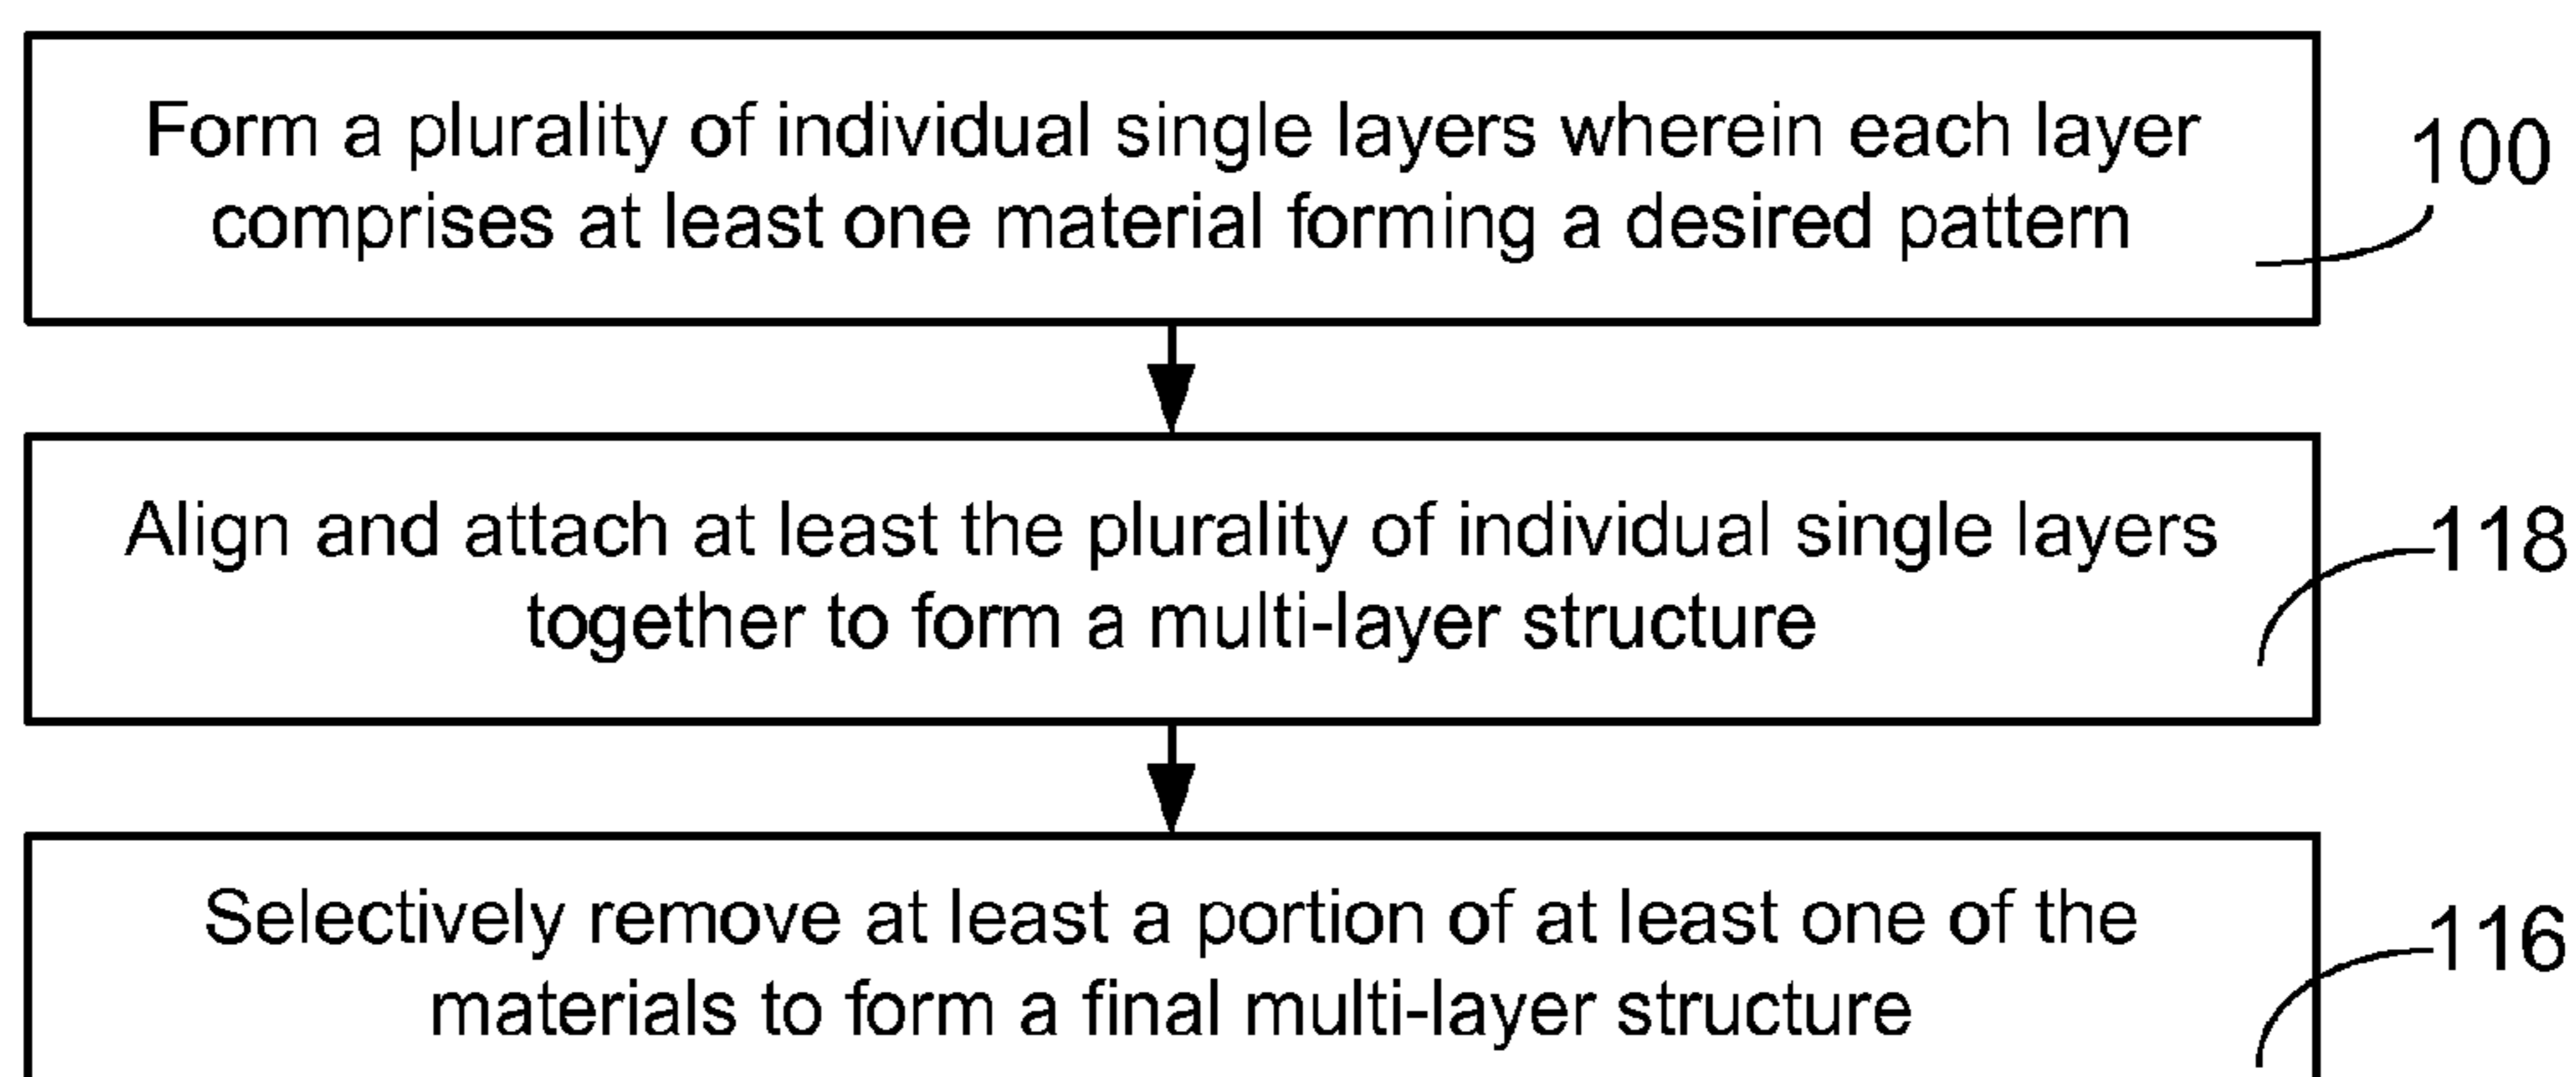 Form a plurality of individual single layers wherein each layer
comprises at least one material forming a desired pattern
100
Align and attach at least the plurality of individual single layers
together to form a multi-layer structure
118
Selectively remove at least a portion of at least one of the
materials to form a final multi-layer structure
116